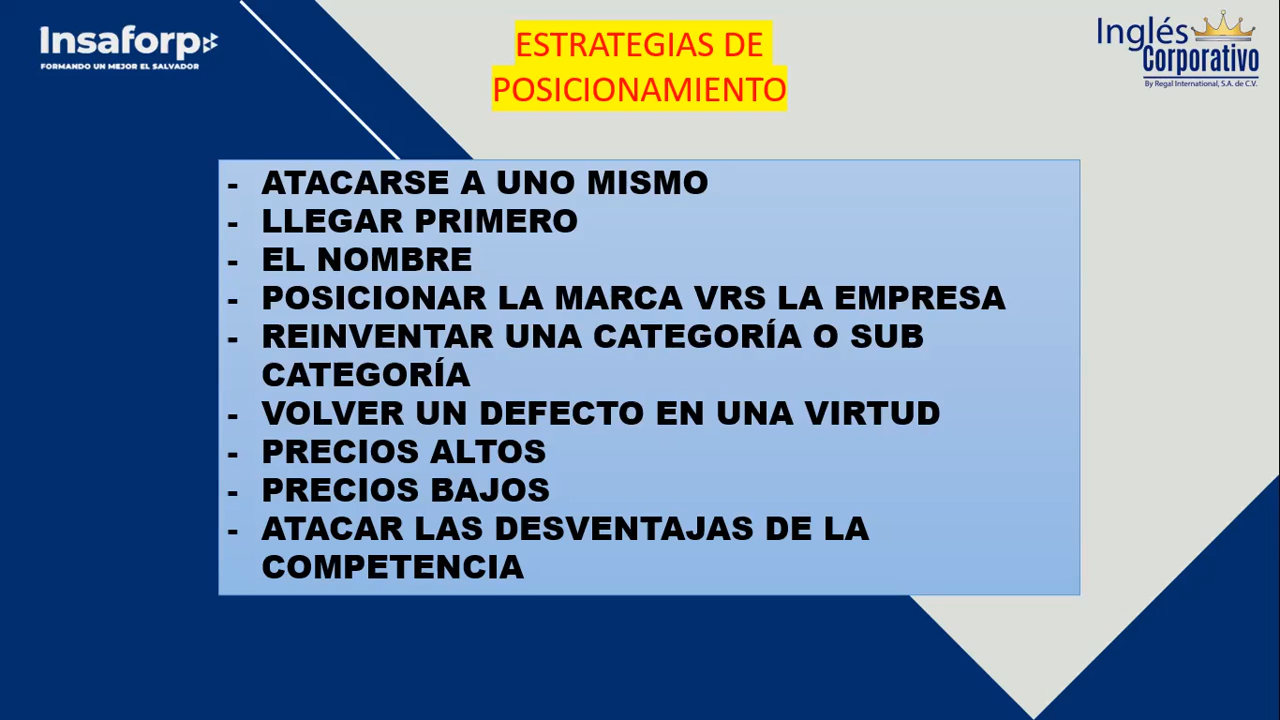 Insaforp
FORMANDO UN MEJOR EL SALVADOR
ESTRATEGIAS DE
POSICIONAMIENTO
Inglés
Corporativo
By Regal International, S.A. de C.V.
- ATACARSE A UNO MISMO
- LLEGAR PRIMERO
- EL NOMBRE
- POSICIONAR LA MARCA VRS LA EMPRESA
- REINVENTAR UNA CATEGORÍA O SUB
CATEGORÍA
- VOLVER UN DEFECTO EN UNA VIRTUD
- PRECIOS ALTOS
- PRECIOS BAJOS
- ATACAR LAS DESVENTAJAS DE LA
COMPETENCIA